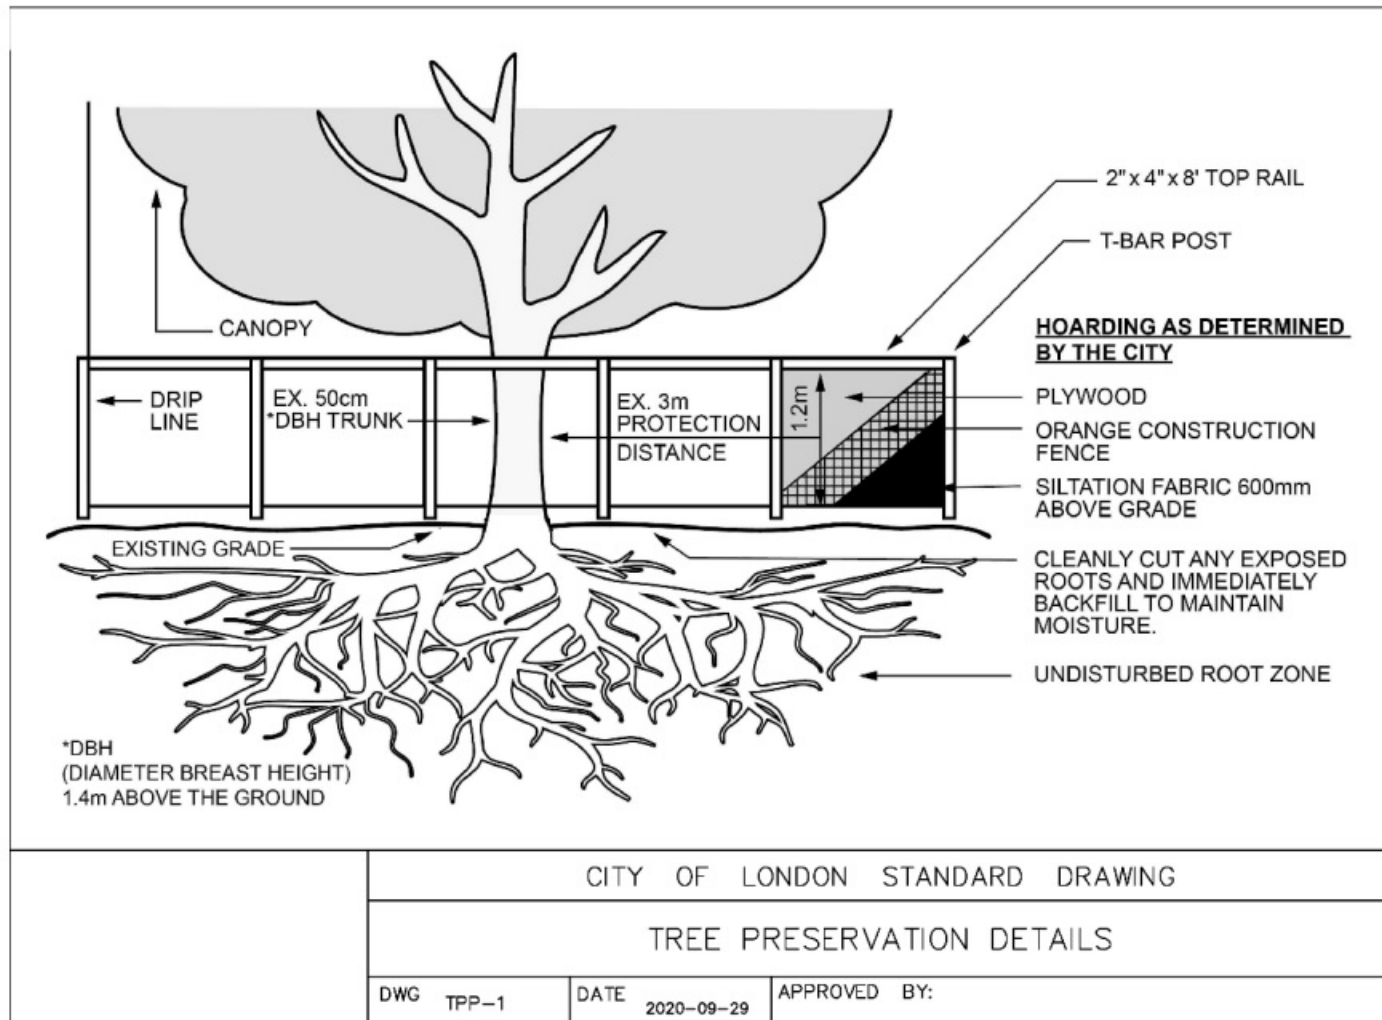 2" x 4" x 8' TOP RAIL
T-BAR POST
CANOPY
HOARDING AS DETERMINED
BY THE CITY
DRIP
LINE
EX. 50cm
*DBH TRUNK
EX. 3m
PROTECTION
DISTANCE
1.2m
PLYWOOD
ORANGE CONSTRUCTION
FENCE
SILTATION FABRIC 600mm
ABOVE GRADE
EXISTING GRADE
CLEANLY CUT ANY EXPOSED
ROOTS AND IMMEDIATELY
BACKFILL TO MAINTAIN
MOISTURE.
UNDISTURBED ROOT ZONE
*DBH
(DIAMETER BREAST HEIGHT)
1.4m ABOVE THE GROUND
CITY OF LONDON STANDARD DRAWING
TREE PRESERVATION DETAILS
DWG TPP-1
DATE 2020-09-29
APPROVED BY: